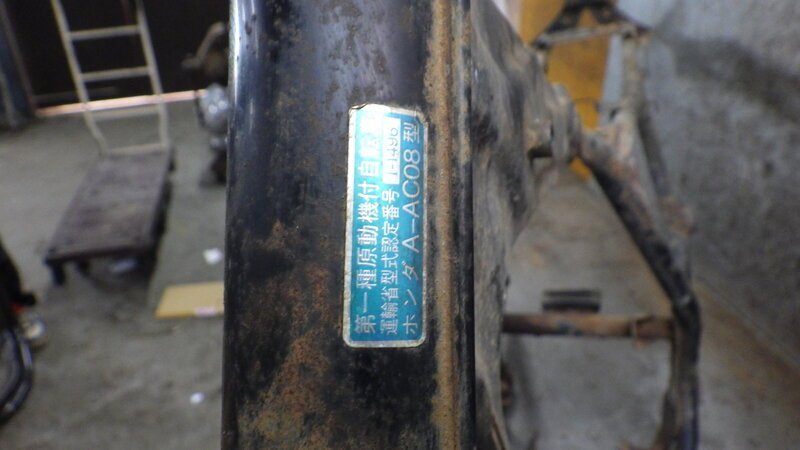 第一種原動機付自転車
運輸省型式認定番号 I-1496
ホンダ A-AC08 型